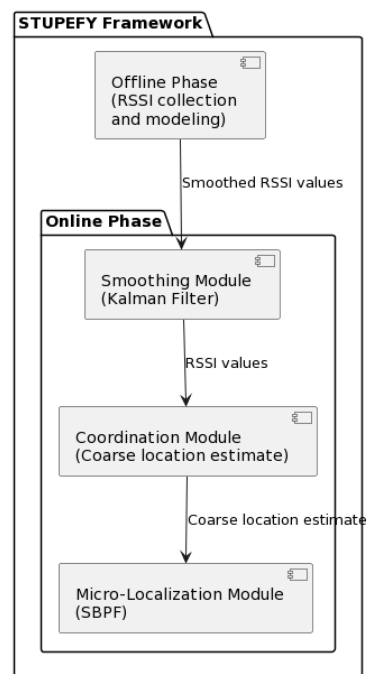 STUPEFY Framework
Offline Phase
(RSSI collection
and modeling)
Smoothed RSSI values
Online Phase
Smoothing Module
(Kalman Filter)
RSSI values
Coordination Module
(Coarse location estimate)
Coarse location estimate
Micro-Localization Module
(SBPF)